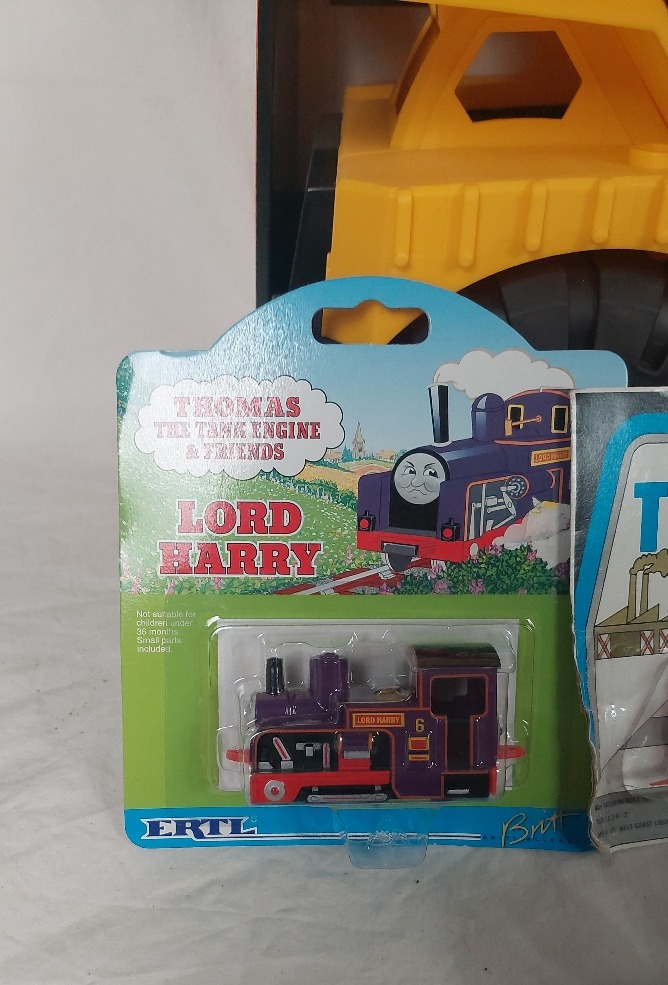 THOMAS
THE TANK ENGINE
& FRIENDS
LORD
HARRY
Not suitable for
children under
36 months.
Small parts
included.
LORD HARRY
6
ERTL
Britt
T